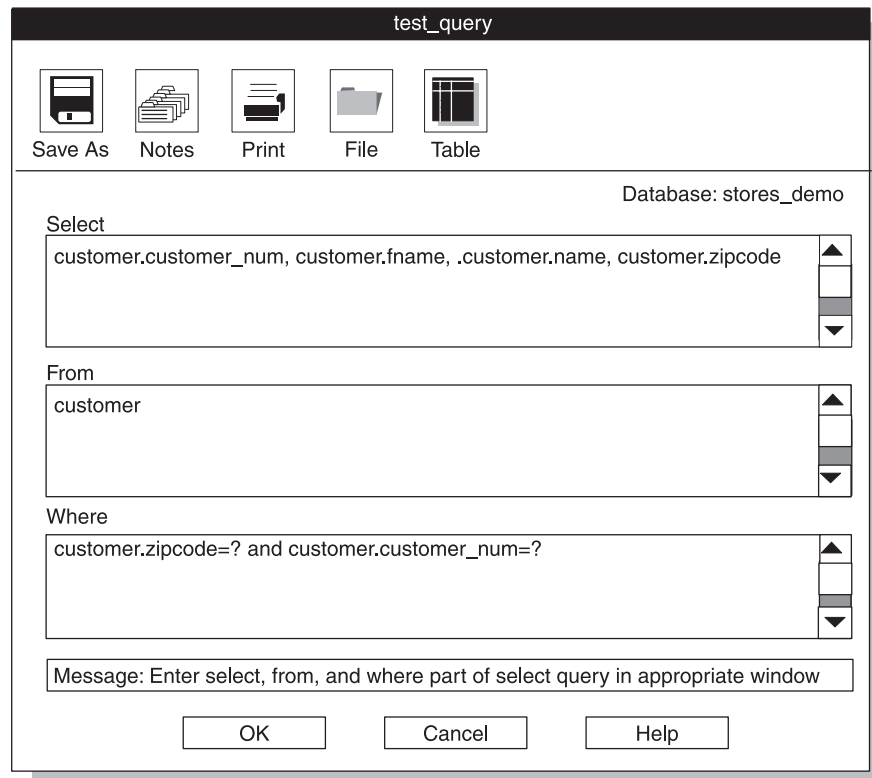 test_query
Save As Notes Print File Table
Database: stores_demo
Select
customer.customer_num, customer.fname, .customer.name, customer.zipcode
From
customer
Where
customer.zipcode=? and customer.customer_num=?
Message: Enter select, from, and where part of select query in appropriate window
OK Cancel Help